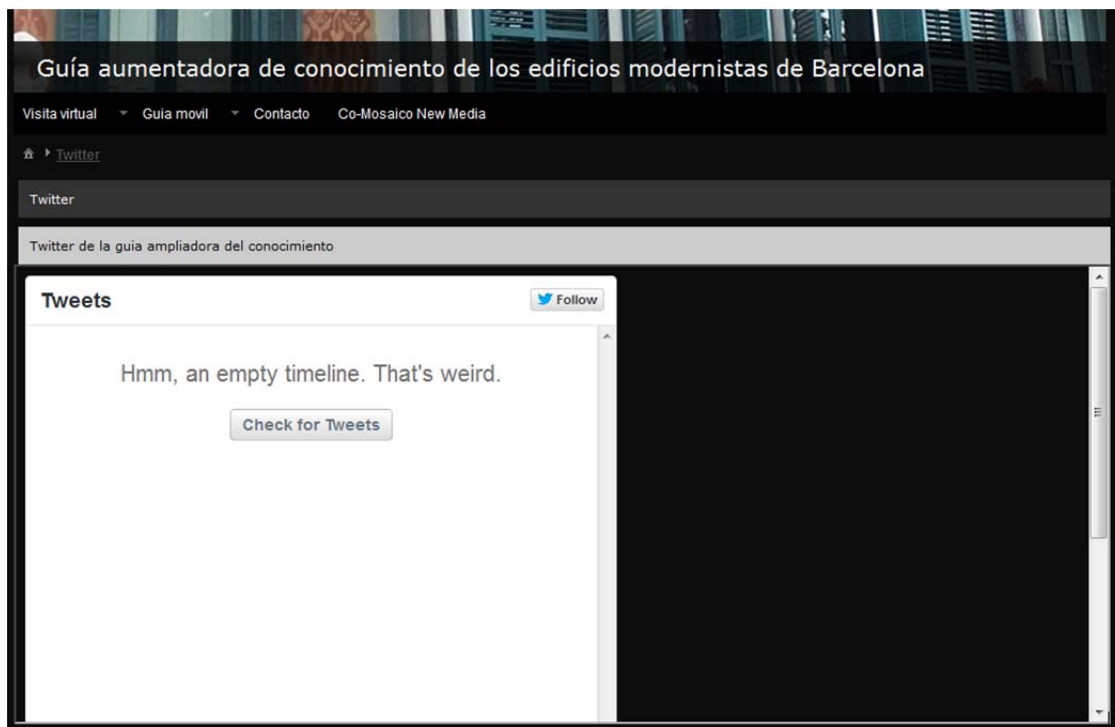 Guía aumentadora de conocimiento de los edificios modernistas de Barcelona
Visita virtual Guia movil Contacto Co-Mosaico New Media
Twitter
Twitter
Twitter de la guia ampliadora del conocimiento
Tweets Follow
Hmm, an empty timeline. That's weird.
Check for Tweets